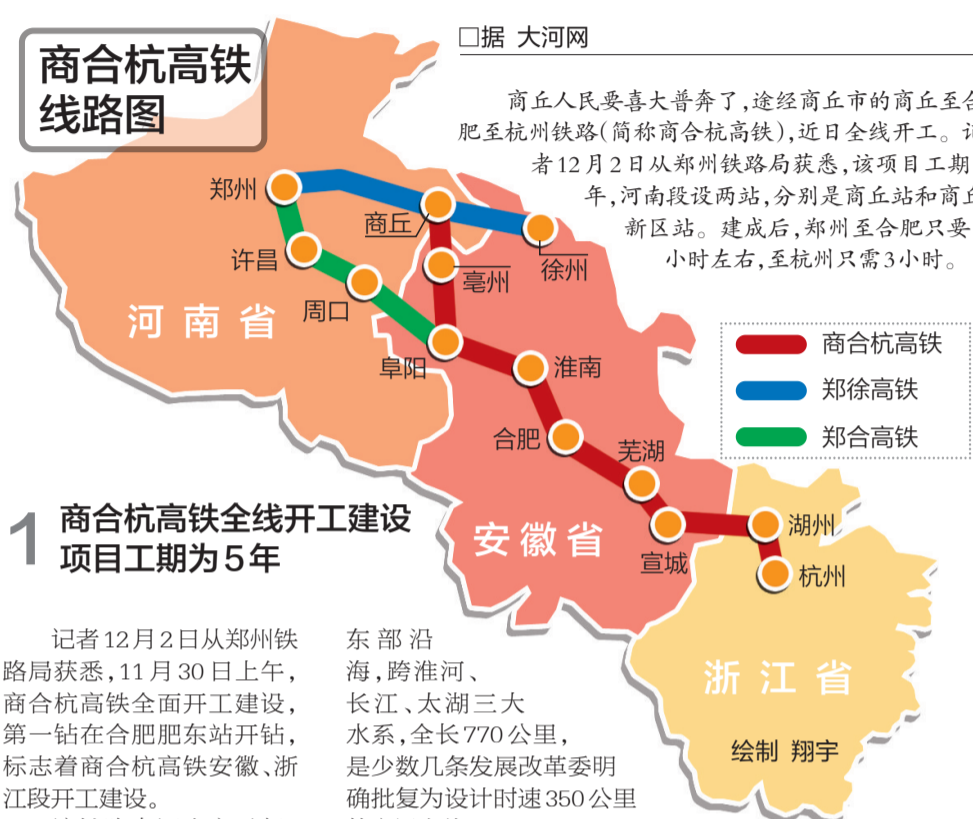 商合杭高铁
线路图
□据 大河网
商丘人民要喜大普奔了,途经商丘市的商丘至合
肥至杭州铁路(简称商合杭高铁),近日全线开工。
者12月2日从郑州铁路局获悉,该项目工期
年,河南段设两站,分别是商丘站和商丘
新区站。建成后,郑州至合肥只要
小时左右,至杭州只需3小时。
郑州
商丘
徐州
许昌
亳州
周口
河南省
阜阳
淮南
合肥
芜湖
宣城
湖州
杭州
安徽省
浙江省
商合杭高铁
郑徐高铁
郑合高铁
绘制 翔宇
1 商合杭高铁全线开工建设
项目工期为5年
记者12月2日从郑州铁
路局获悉,11月30日上午,
商合杭高铁全面开工建设,
第一钻在合肥肥东站开钻,
标志着商合杭高铁安徽、浙
江段开工建设。
东部沿
海,跨淮河、
长江、太湖三大
水系,全长770公里,
是少数几条发展改革委明
确批复为设计时速350公里